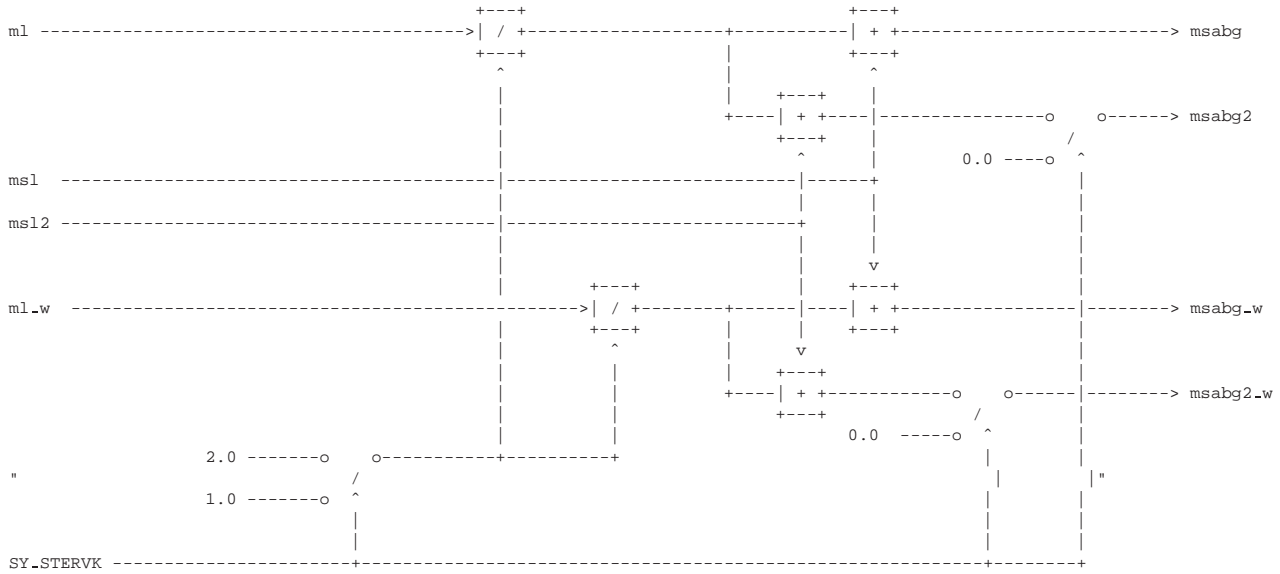 ml / + msabg
+ msabg2
0.0
msl
msl2
ml_w / + msabg_w
+ msabg2_w
0.0
2.0
" / "
1.0
SY_STERVK